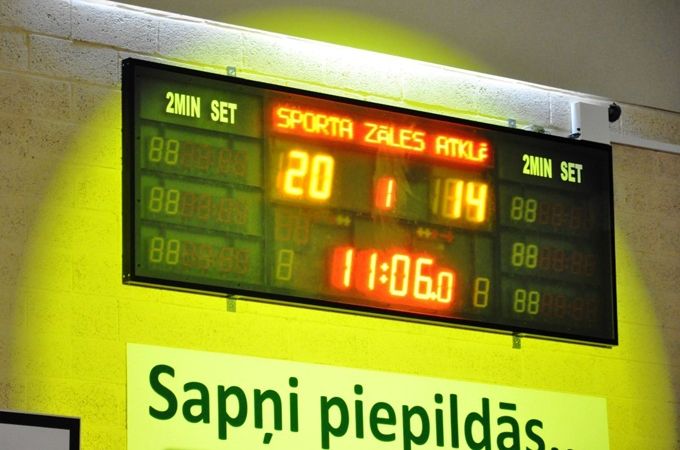 2MIN SET
SPORTA ZĀLES ATKLĀ
2MIN SET
20 1 14
11:06.0
Sapņi piepildās...